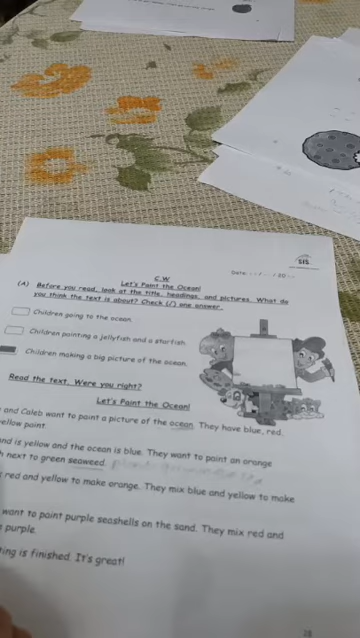 SIS
C.W
Date: --/--/20--
Let's Paint the Ocean!
(A) Before you read, look at the title, headings, and pictures. What do
you think the text is about? Check (/) one answer.
Children going to the ocean.
Children painting a jellyfish and a starfish.
Children making a big picture of the ocean.
Read the text. Were you right?
Let's Paint the Ocean!
and Caleb want to paint a picture of the ocean. They have blue, red,
yellow paint.
and is yellow and the ocean is blue. They want to paint an orange
next to green seaweed.
red and yellow to make orange. They mix blue and yellow to make
want to paint purple seashells on the sand. They mix red and
purple.
ting is finished. It's great!